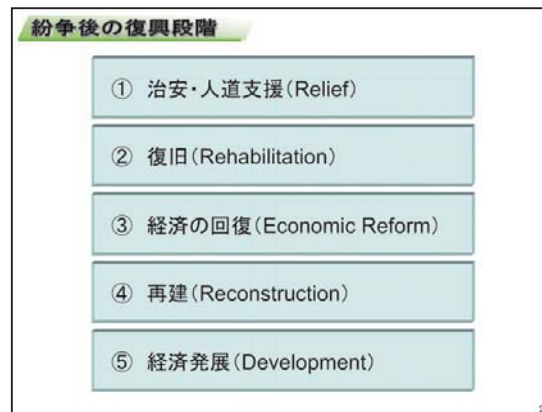 紛争後の復興段階
① 治安・人道支援(Relief)
② 復旧(Rehabilitation)
③ 経済の回復(Economic Reform)
④ 再建(Reconstruction)
⑤ 経済発展(Development)